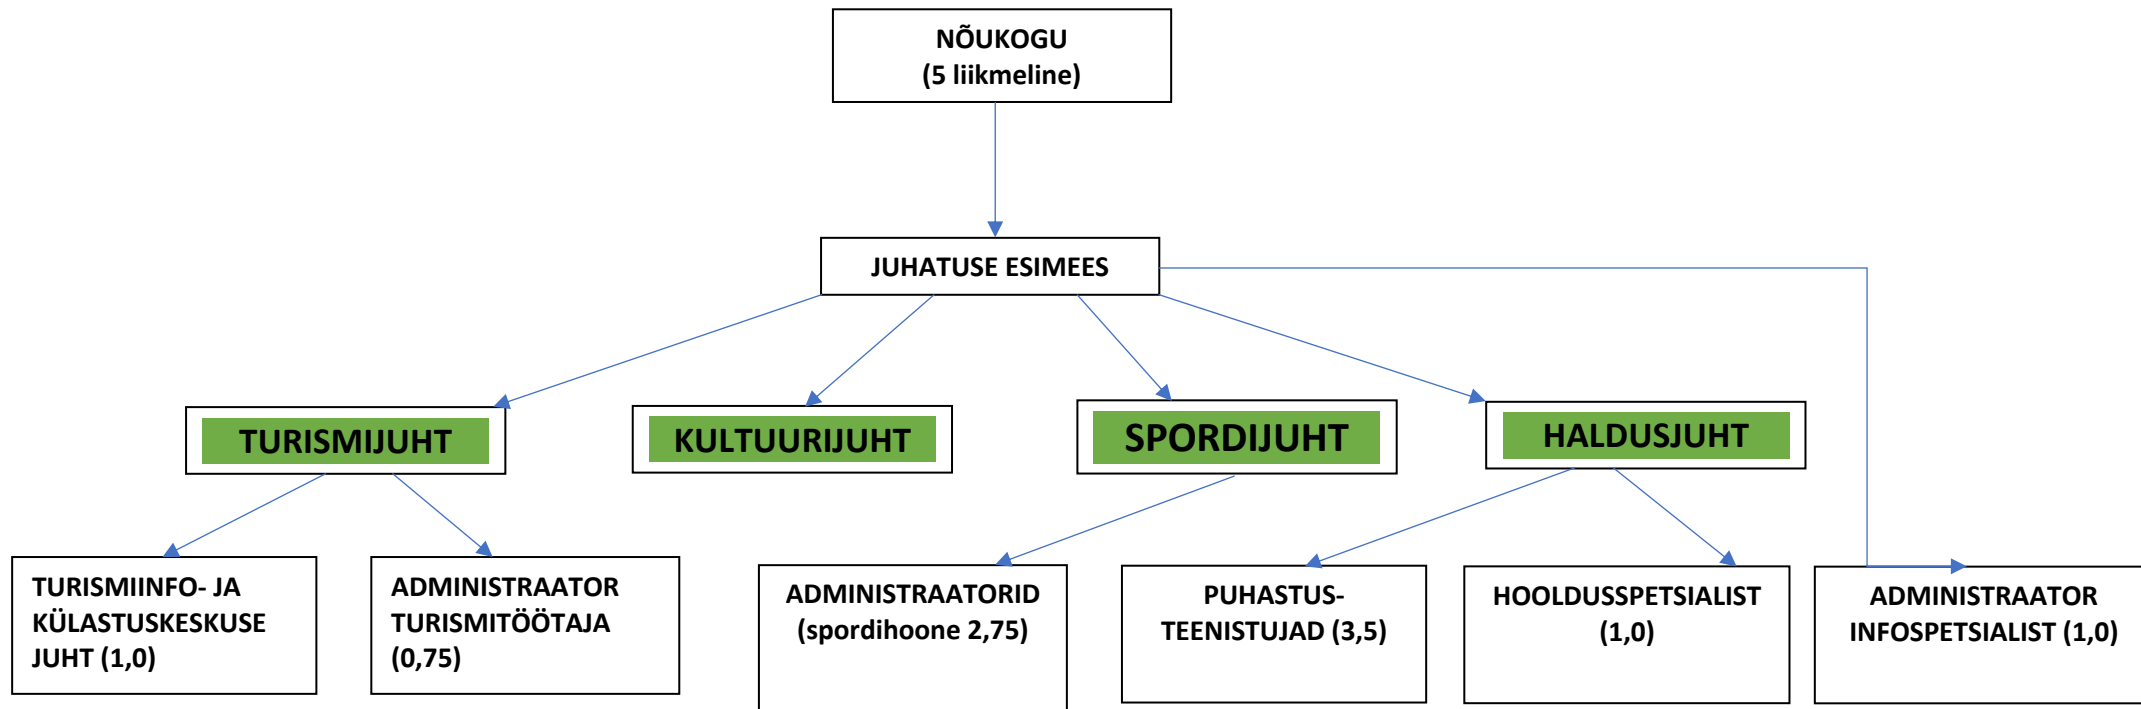 NÕUKOGU
(5 liikmeline)
JUHATUSE ESIMEES
TURISMIJUHT
KULTUURIJUHT
SPORDIJUHT
HALDUSJUHT
TURISMIINFO- JA
KÜLASTUSKESKUSE
JUHT (1,0)
ADMINISTRAATOR
TURISMITÖÖTAJA
(0,75)
ADMINISTRAATORID
(spordihoone 2,75)
PUHASTUS-
TEENISTUJAD (3,5)
HOOLDUSSPETSIALIST
(1,0)
ADMINISTRAATOR
INFOSPETSIALIST (1,0)